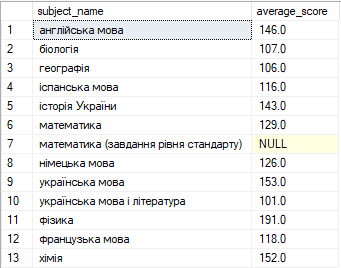 subject_name average_score
1 англійська мова 146.0
2 біологія 107.0
3 географія 106.0
4 іспанська мова 116.0
5 історія України 143.0
6 математика 129.0
7 математика (завдання рівня стандарту) NULL
8 німецька мова 126.0
9 українська мова 153.0
10 українська мова і література 101.0
11 фізика 191.0
12 французька мова 118.0
13 хімія 152.0